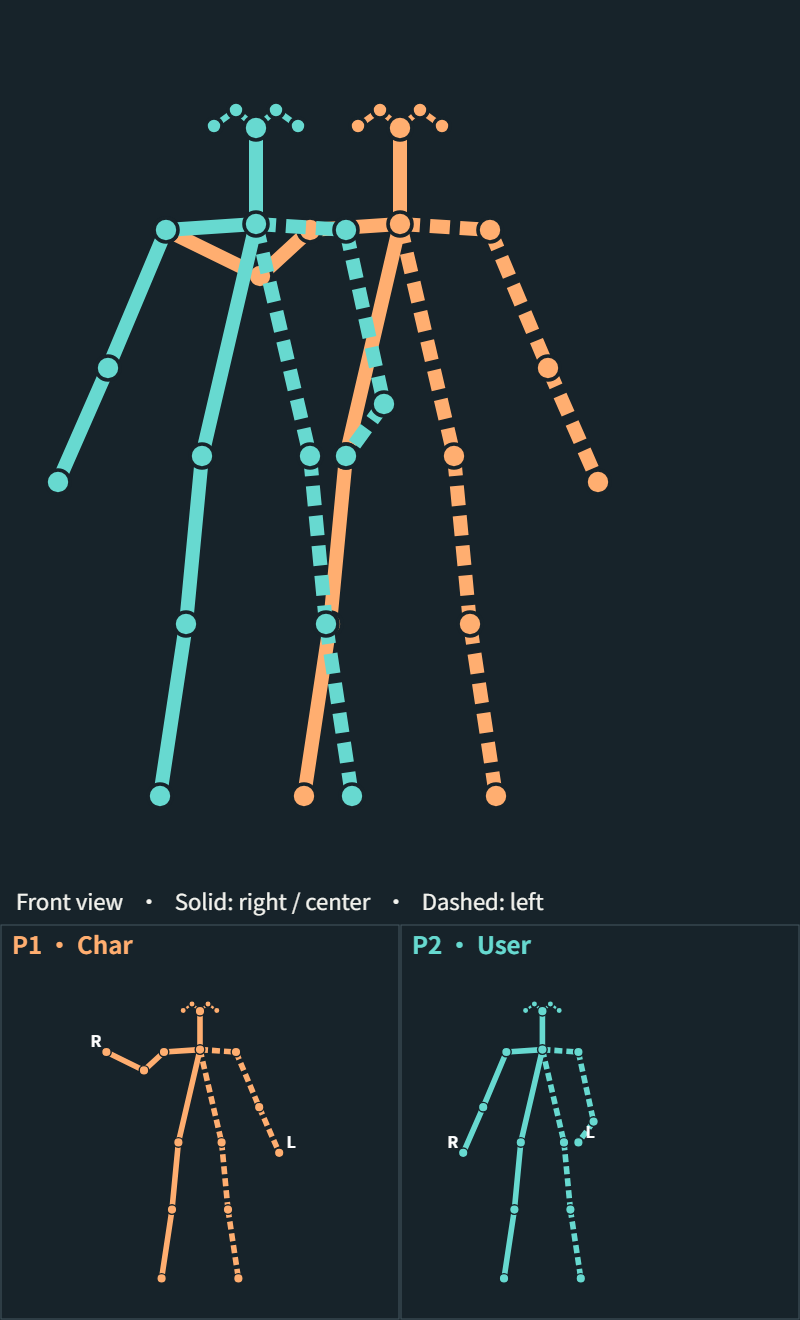 Front view • Solid: right / center • Dashed: left
P1 • Char
P2 • User
R
L
R
L